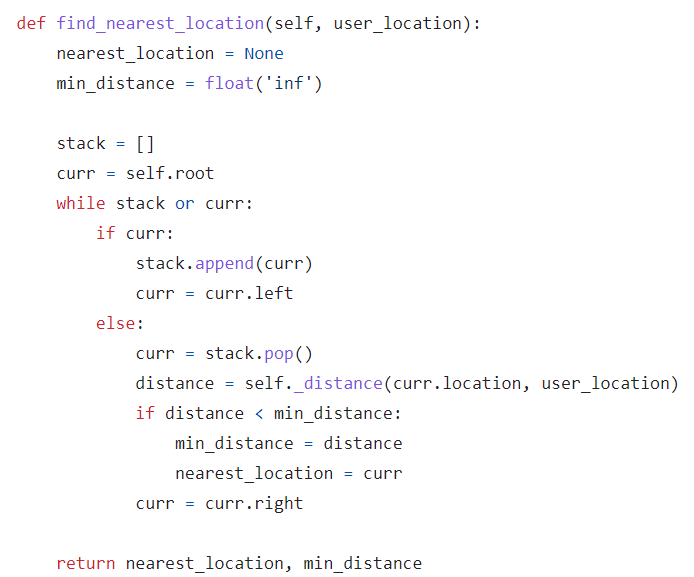 def find_nearest_location(self, user_location):
    nearest_location = None
    min_distance = float('inf')

    stack = []
    curr = self.root
    while stack or curr:
        if curr:
            stack.append(curr)
            curr = curr.left
        else:
            curr = stack.pop()
            distance = self._distance(curr.location, user_location)
            if distance < min_distance:
                min_distance = distance
                nearest_location = curr
            curr = curr.right

    return nearest_location, min_distance